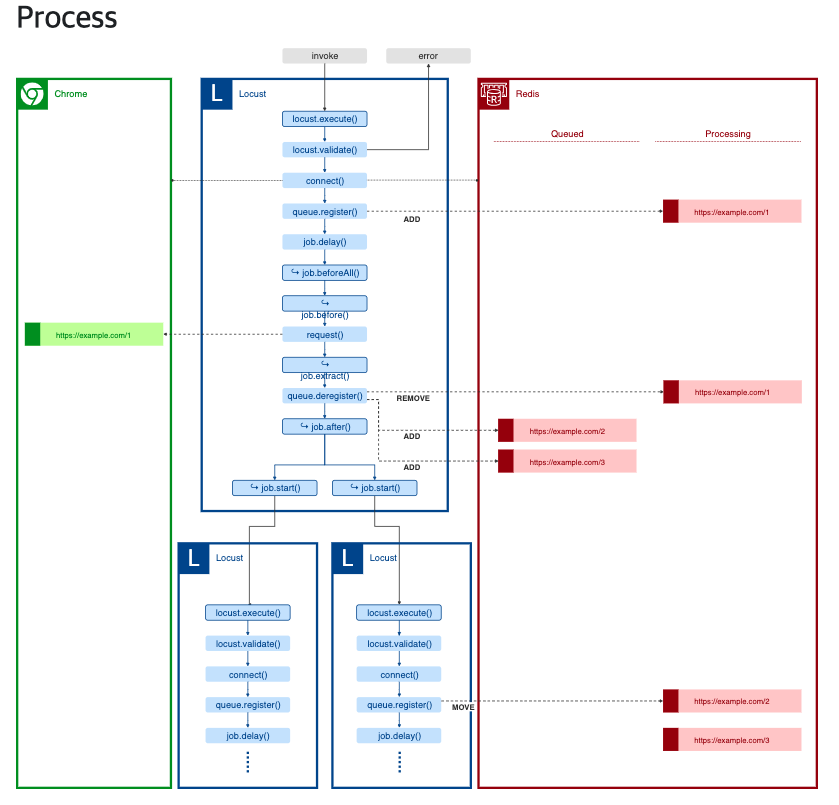 Process
invoke
error
Chrome
L
Locust
R
Redis
Queued
Processing
locust.execute()
locust.validate()
connect()
queue.register()
ADD
https://example.com/1
job.delay()
↪ job.beforeAll()
↪
job.before()
https://example.com/1
request()
↪
job.extract()
queue.deregister()
REMOVE
https://example.com/1
↪ job.after()
ADD
https://example.com/2
ADD
https://example.com/3
↪ job.start()
↪ job.start()
L
Locust
L
Locust
locust.execute()
locust.execute()
locust.validate()
locust.validate()
connect()
connect()
queue.register()
queue.register()
MOVE
https://example.com/2
job.delay()
job.delay()
https://example.com/3